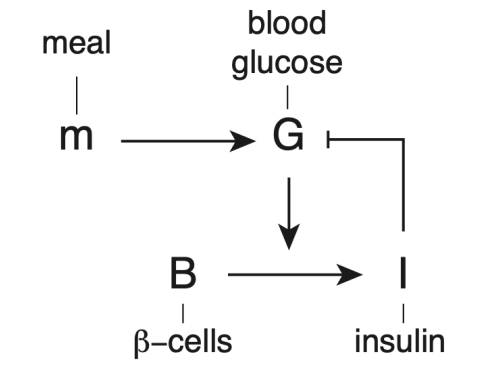 meal
blood
glucose
m
G
B
I
β-cells
insulin